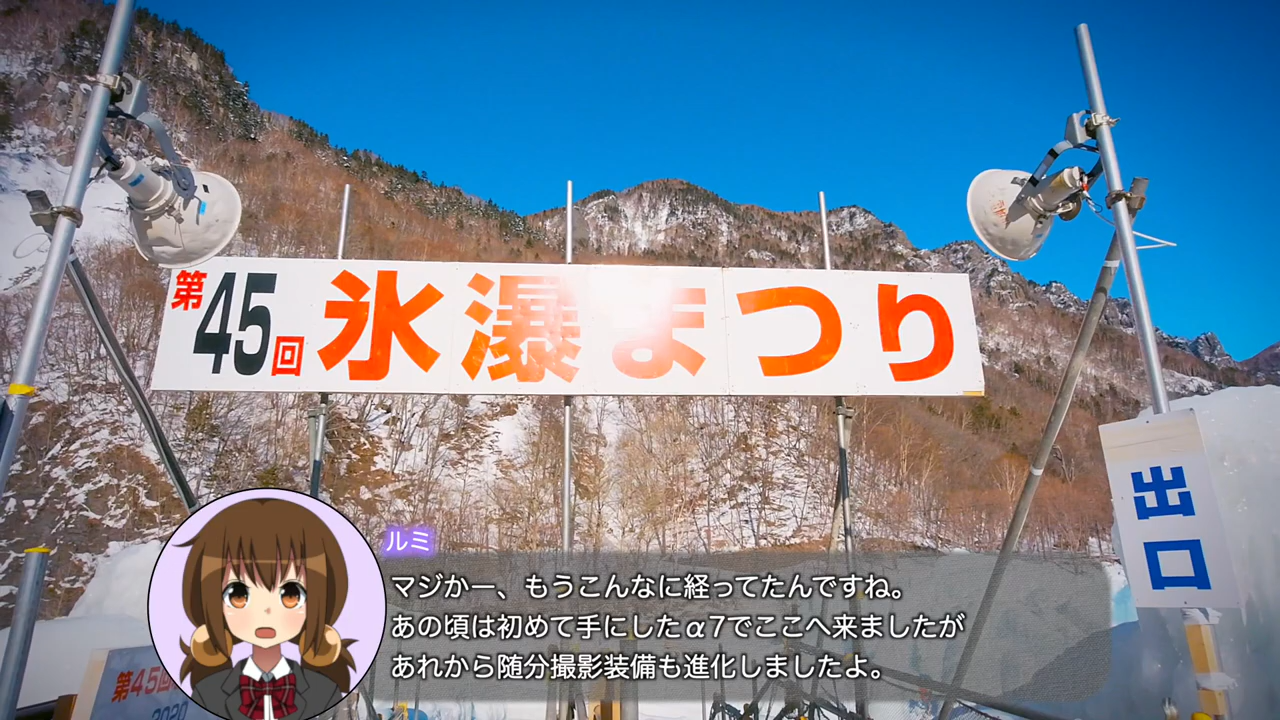 第45回 氷瀑まつり
出口
第45回
2020
ルミ
マジかー、もうこんなに経ってたんですね。
あの頃は初めて手にしたα7でここへ来ましたが
あれから随分撮影装備も進化しましたよ。